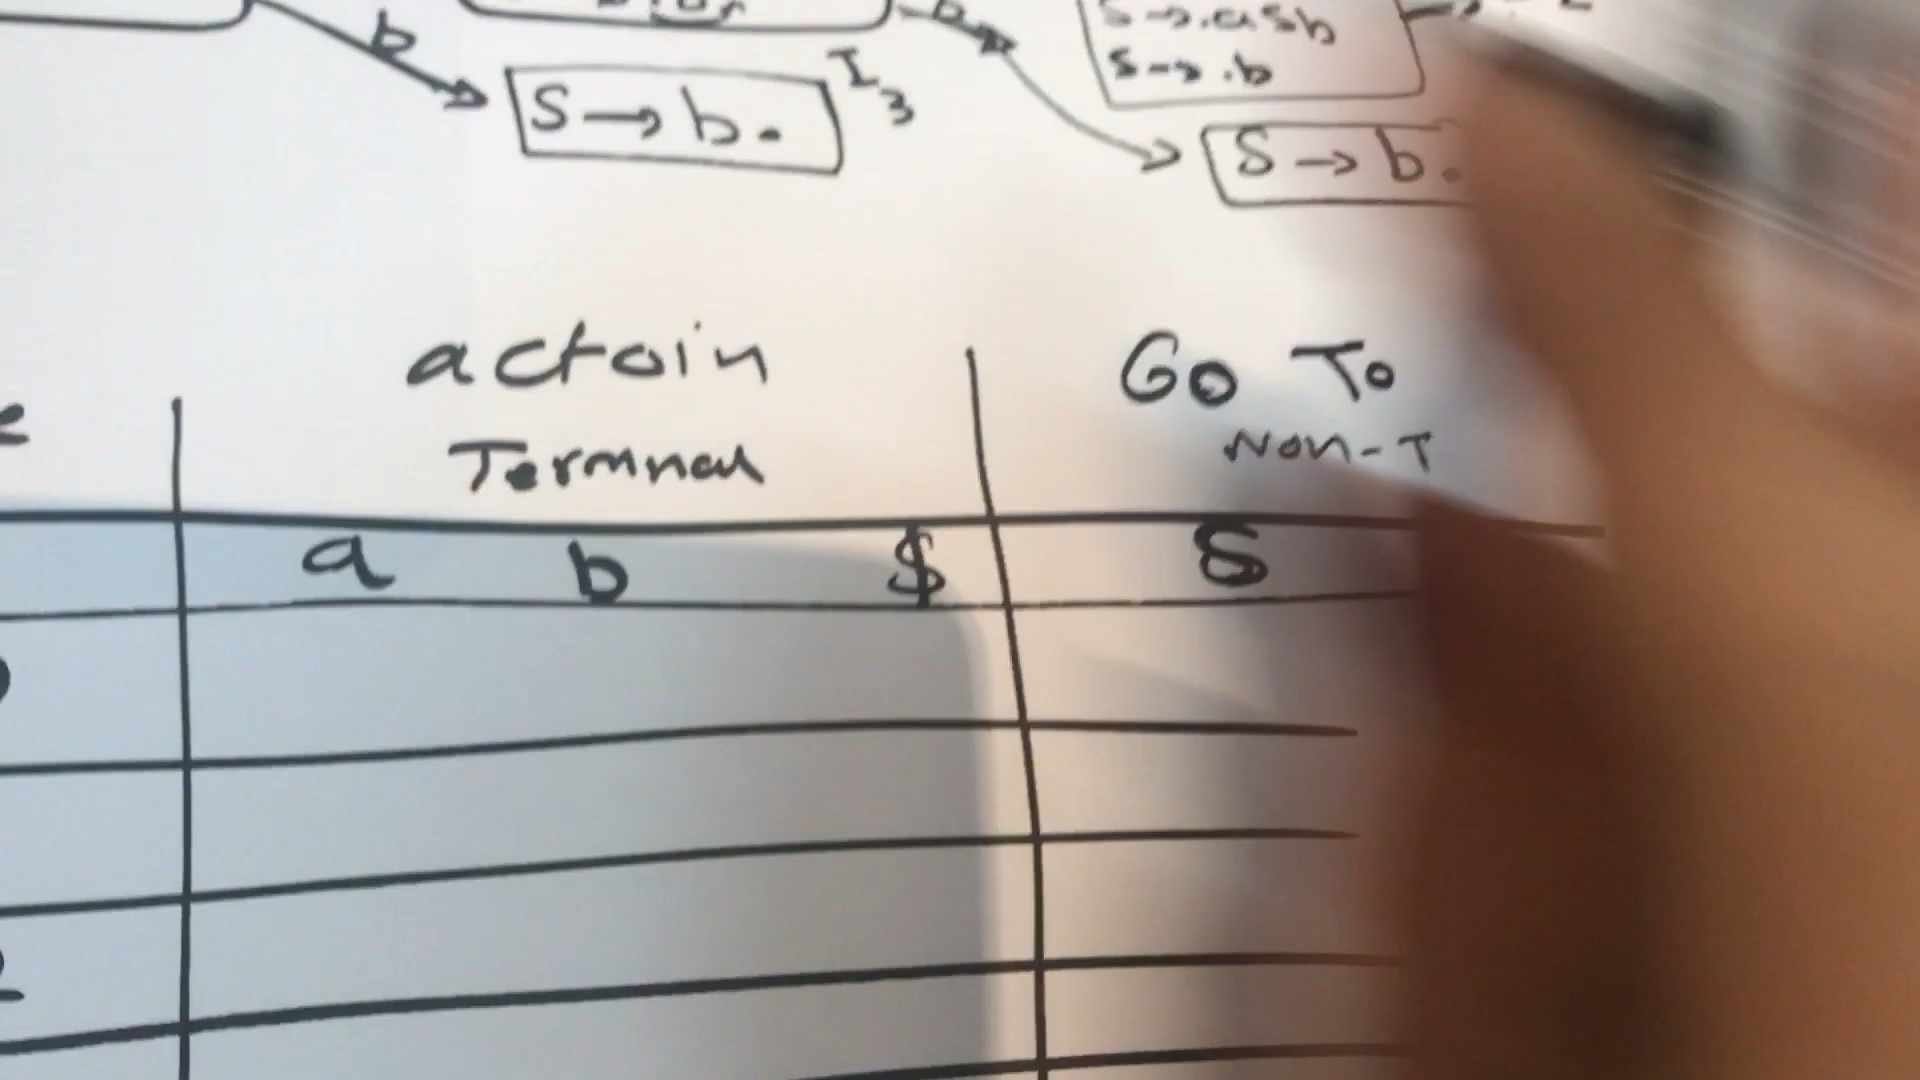 b
S → .asb
S → .b
S → b. I3
S → b.
actoin
Go To
Termnal
Non-T
a b $ S